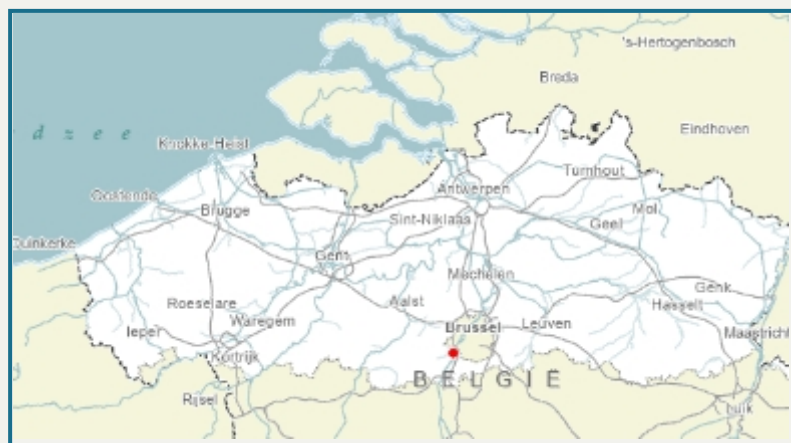 's-Hertogenbosch
Breda
Eindhoven
d z e e
Knokke-Heist
Turnhout
Oostende
Antwerpen
Mol
Brugge
Sint-Niklaas
Geel
Duinkerke
Gent
Mechelen
Genk
Roeselare
Aalst
Hasselt
Waregem
Brussel
Leuven
Ieper
Maastricht
Kortrijk
BELGIË
Rijsel
Luik